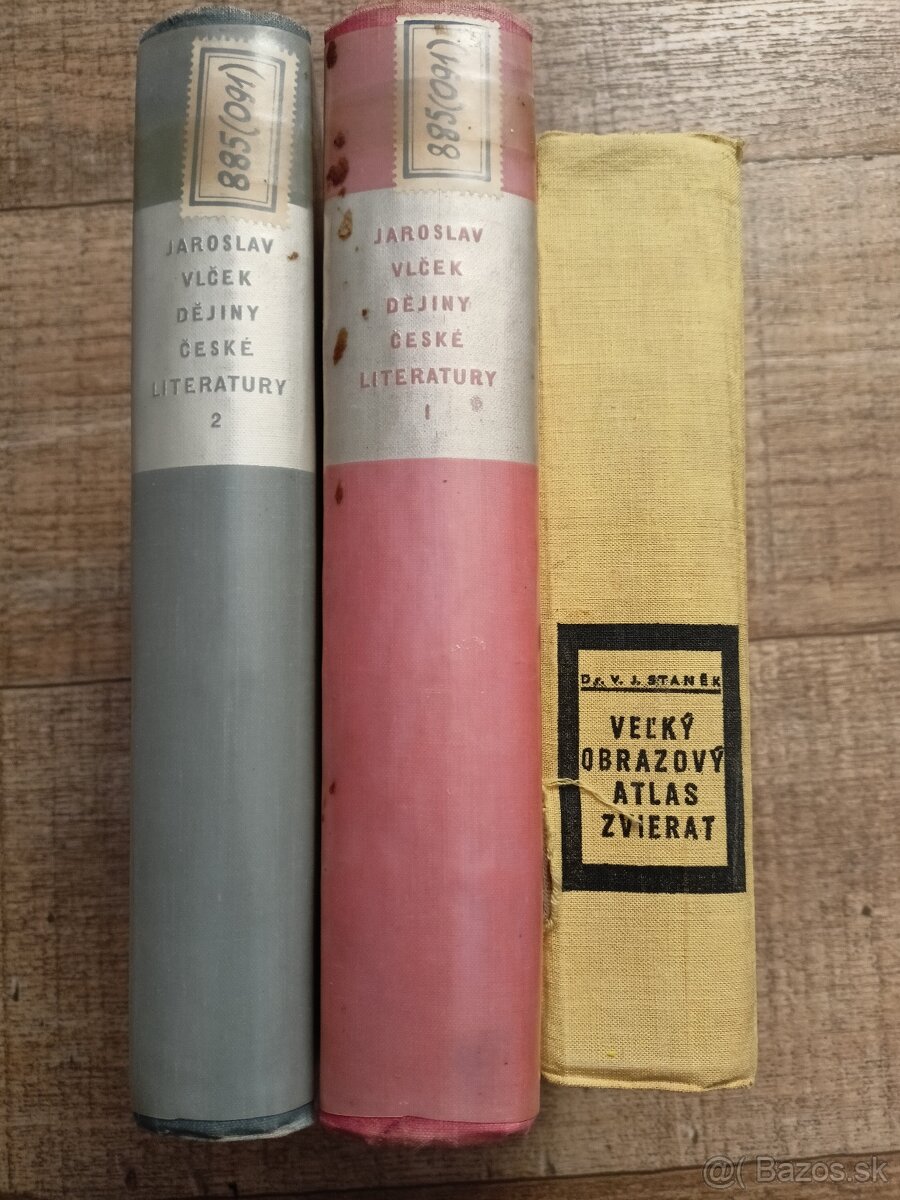 885(091)
JAROSLAV
VLČEK
DĚJINY
ČESKÉ
LITERATURY
2
885(091)
JAROSLAV
VLČEK
DĚJINY
ČESKÉ
LITERATURY
1
Dr. V. J. STANĚK
VEĽKÝ
OBRAZOVÝ
ATLAS
ZVIERAT
@( Bazos.sk